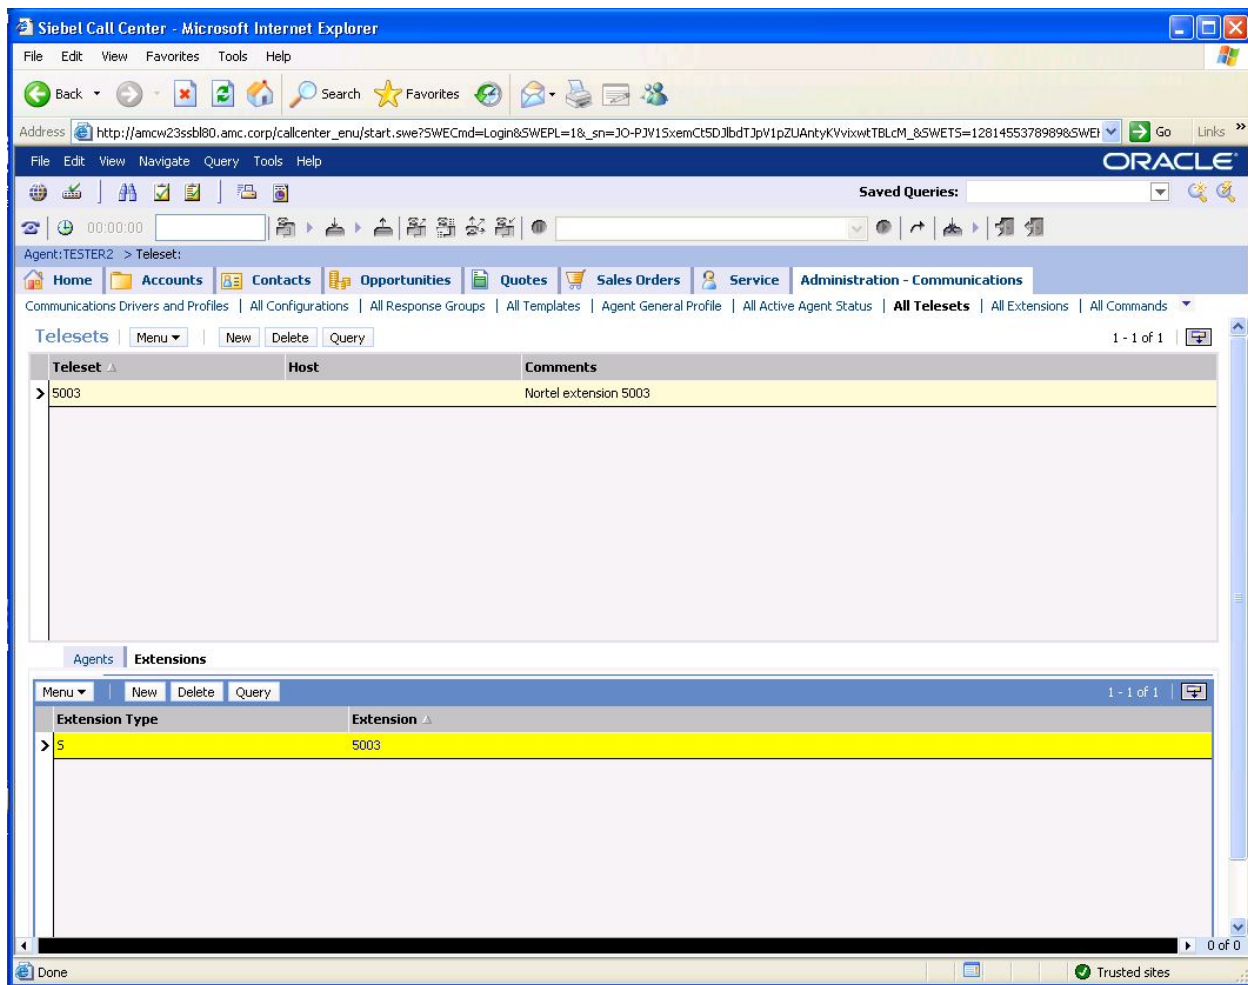 Siebel Call Center - Microsoft Internet Explorer
File Edit View Favorites Tools Help
Back Search Favorites
Address http://amcw23ssbl80.amc.corp/callcenter_enu/start.swe?SWECmd=Login&SWEPL=1&_sn=JO-PJV1SxemCt5DJlbdTJpV1pZUAntyKVvixwtTBLcM_&SWETS=1281455378989&SWEH Go Links »
File Edit View Navigate Query Tools Help ORACLE
Saved Queries:
00:00:00
Agent:TESTER2 > Teleset:
Home Accounts Contacts Opportunities Quotes Sales Orders Service Administration - Communications
Communications Drivers and Profiles | All Configurations | All Response Groups | All Templates | Agent General Profile | All Active Agent Status | All Telesets | All Extensions | All Commands
Telesets | Menu | New Delete Query 1 - 1 of 1
Teleset Host Comments
5003 Nortel extension 5003
Agents Extensions
Menu | New Delete Query 1 - 1 of 1
Extension Type Extension
S 5003
0 of 0
Done Trusted sites